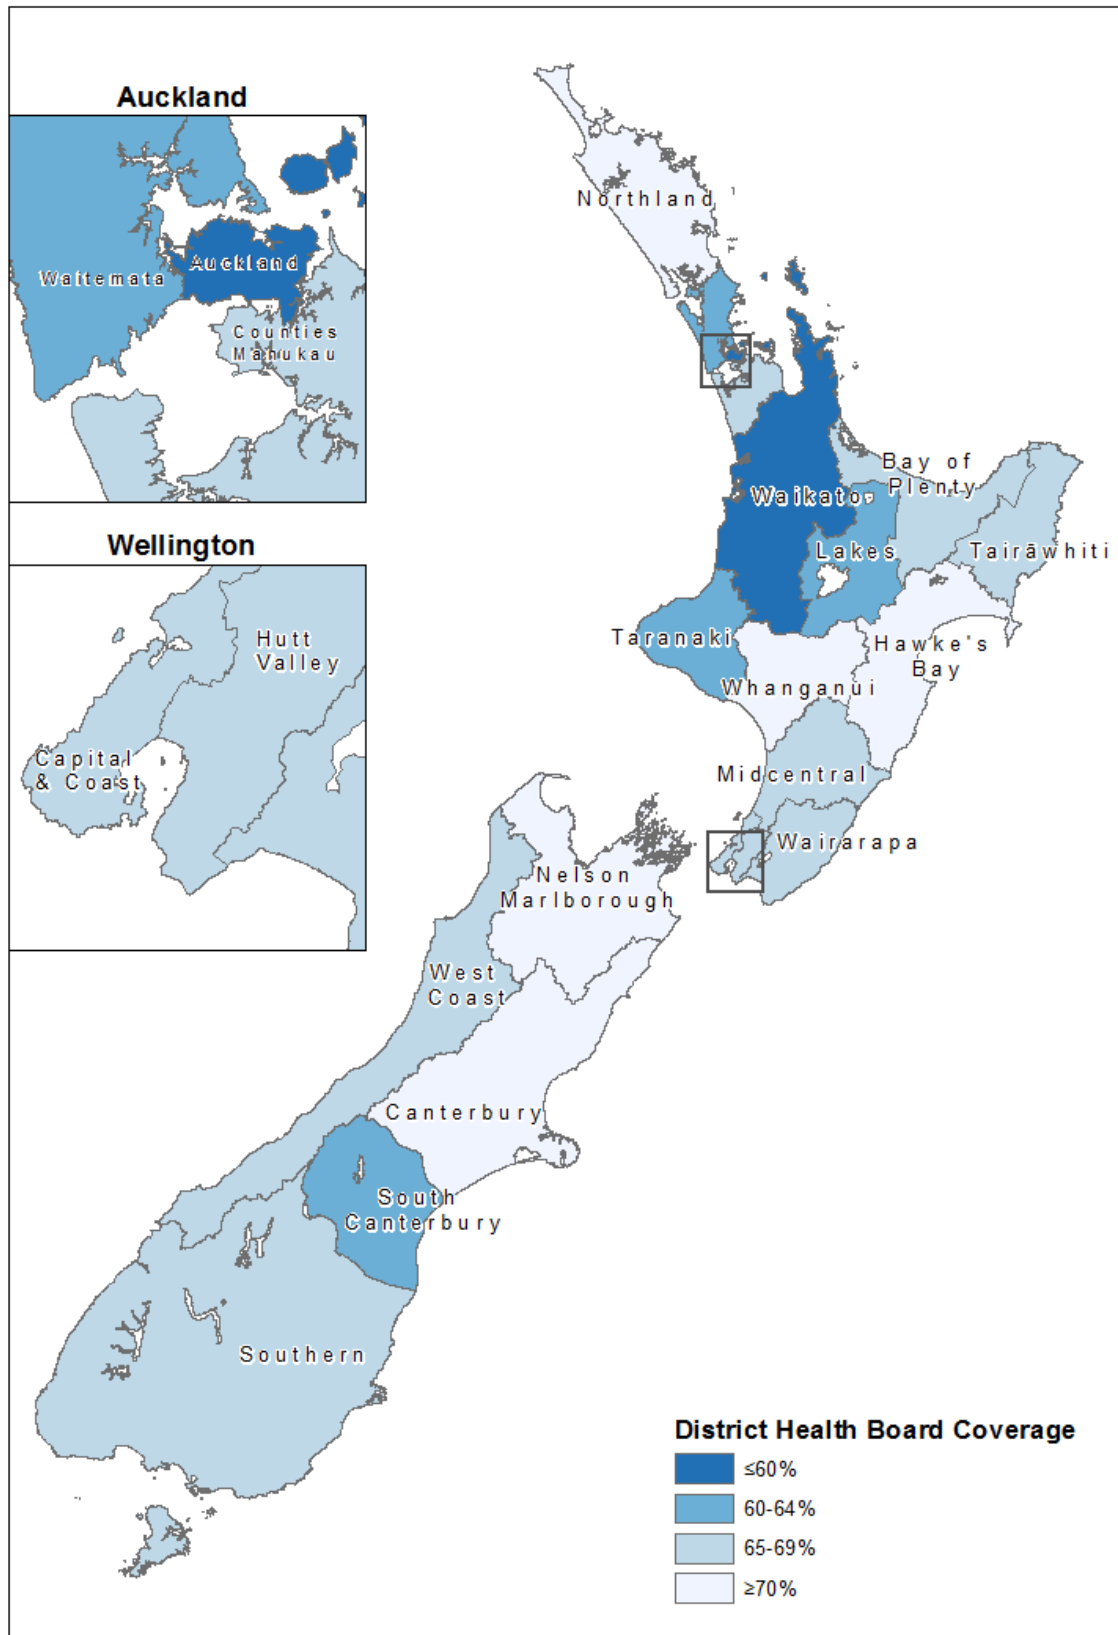 Auckland
Waitemata
Auckland
Counties
Manukau
Wellington
Hutt
Valley
Capital
& Coast
Northland
Bay of
Plenty
Waikato
Lakes
Tairāwhiti
Taranaki
Hawke's
Bay
Whanganui
Midcentral
Wairarapa
Nelson
Marlborough
West
Coast
Canterbury
South
Canterbury
Southern
District Health Board Coverage
≤60%
60-64%
65-69%
≥70%